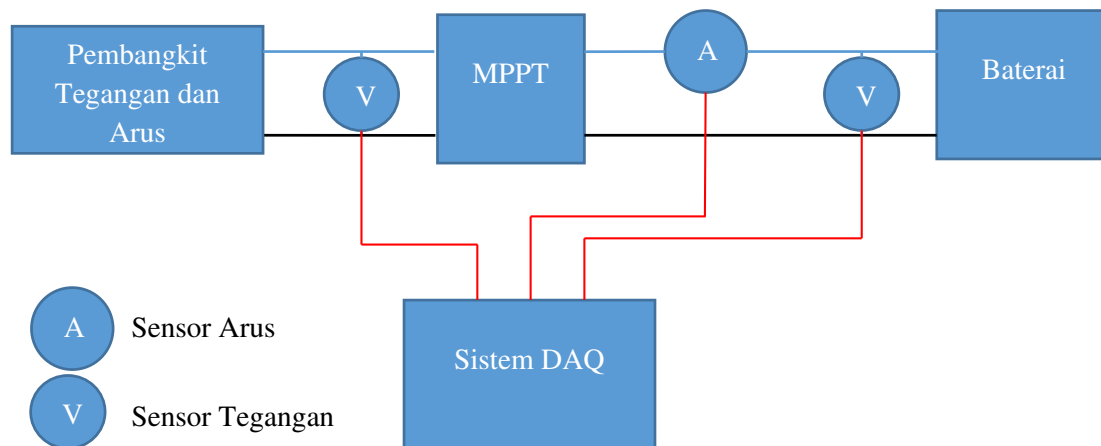 Pembangkit
Tegangan dan
Arus
V
MPPT
A
V
Baterai
A
Sensor Arus
V
Sensor Tegangan
Sistem DAQ